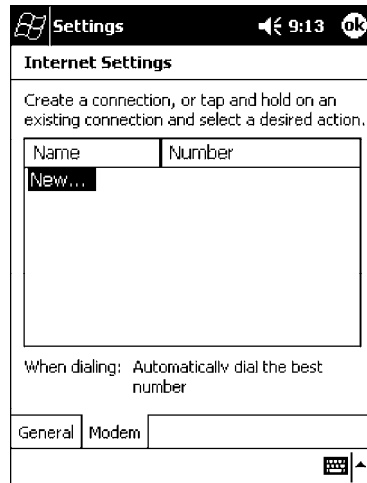 Settings 9:13 ok
Internet Settings
Create a connection, or tap and hold on an
existing connection and select a desired action.
Name Number
New...
When dialing: Automatically dial the best
number
General Modem